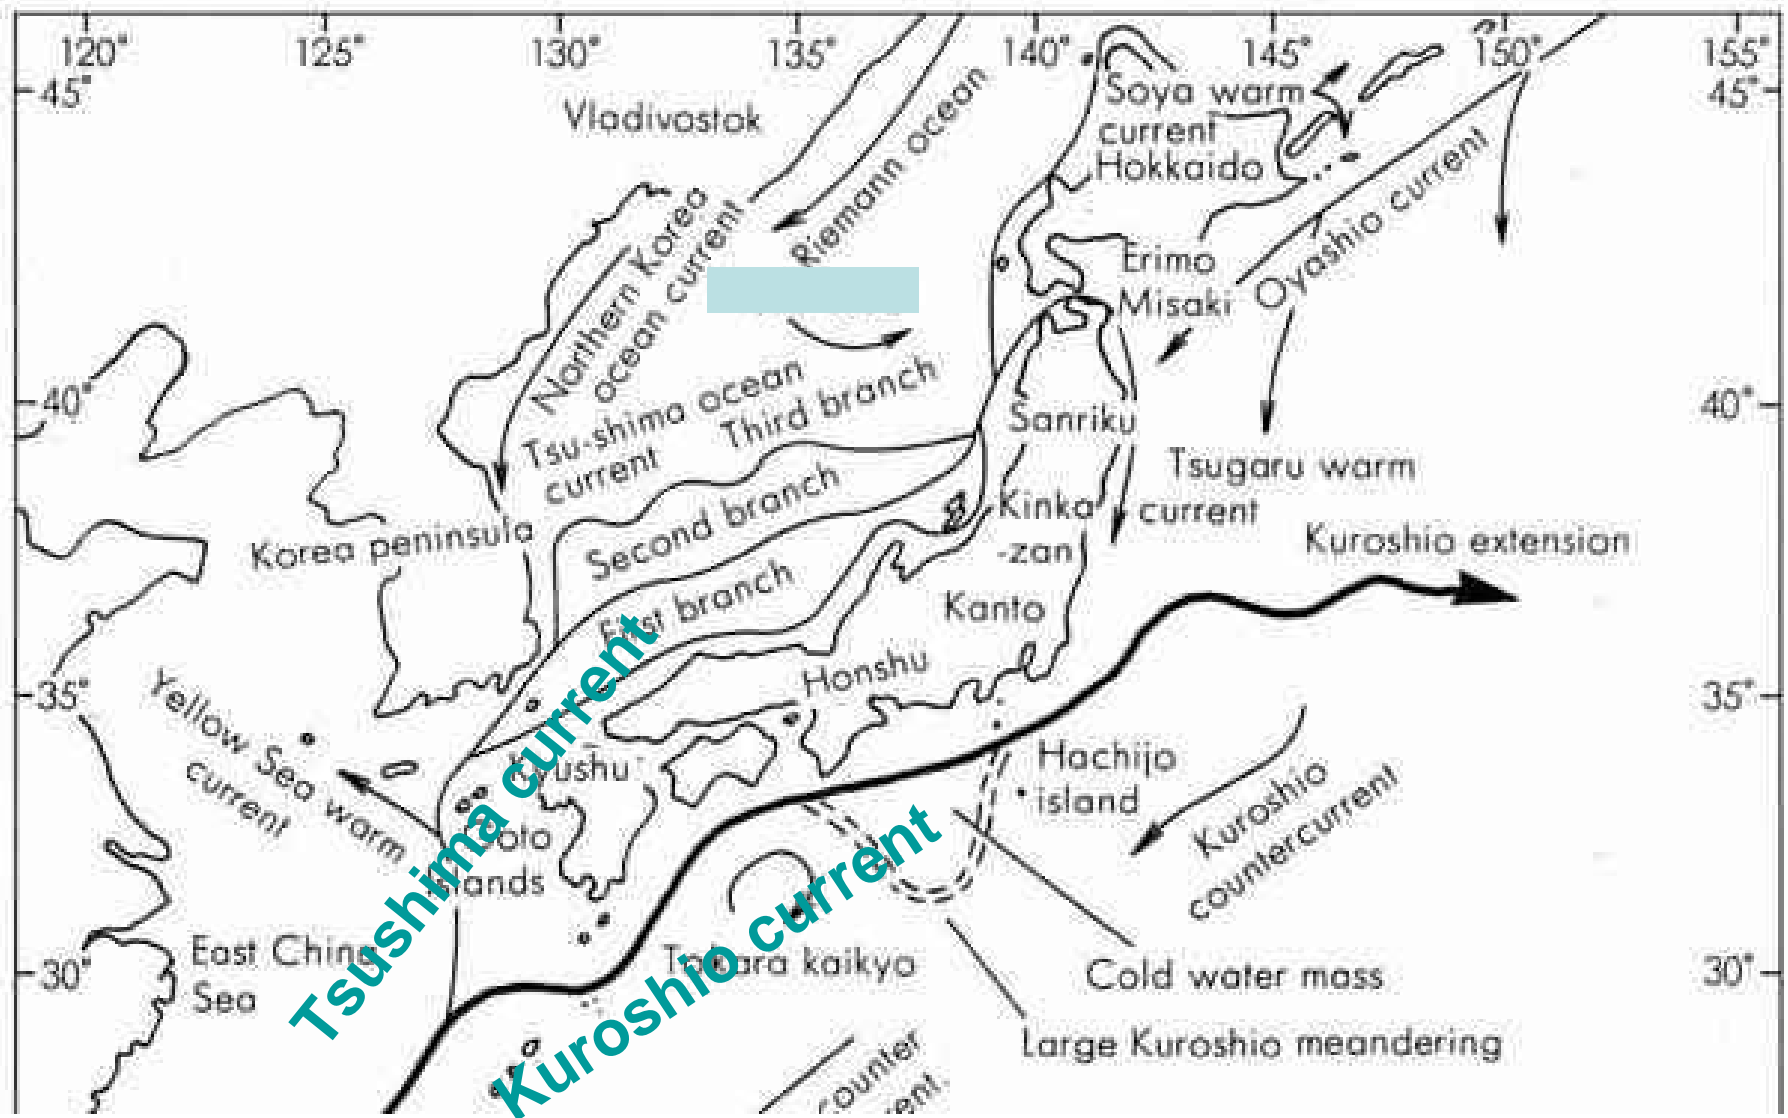 120°
125°
130°
135°
140°
145°
150°
155°
45°
45°
Vladivostok
Riemann ocean
Soya warm
current
Hokkaido
Northern Korea
ocean current
Oyashio current
Erimo
Misaki
40°
40°
Tsu-shima ocean
current
Third branch
Sanriku
Tsugaru warm
current
Second branch
Kinka
-zan
Korea peninsula
Kuroshio extension
First branch
Kanto
Honshu
35°
35°
Yellow Sea warm
current
Tsushima current
Kyushu
Goto
islands
Hachijo
island
Kuroshio
countercurrent
Kuroshio current
East China
Sea
30°
30°
Tokara kaikyo
Cold water mass
Large Kuroshio meandering
counter